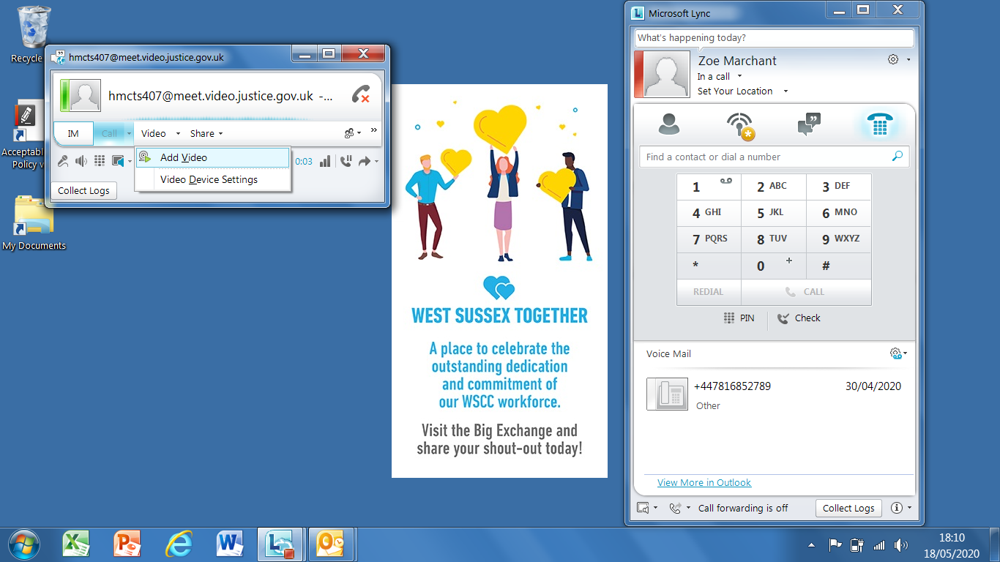 Recycle
Acceptabl
Policy v
My Documents
hmcts407@meet.video.justice.gov.uk
hmcts407@meet.video.justice.gov.uk -...
IM
Call
Video
Share
»
Add Video
Video Device Settings
0:03
Collect Logs
WEST SUSSEX TOGETHER
A place to celebrate the
outstanding dedication
and commitment of
our WSCC workforce.
Visit the Big Exchange and
share your shout-out today!
Microsoft Lync
What's happening today?
Zoe Marchant
In a call
Set Your Location
Find a contact or dial a number
1
2 ABC
3 DEF
4 GHI
5 JKL
6 MNO
7 PQRS
8 TUV
9 WXYZ
*
0 +
#
REDIAL
CALL
PIN
Check
Voice Mail
+447816852789 30/04/2020
Other
View More in Outlook
Call forwarding is off
Collect Logs
18:10
18/05/2020